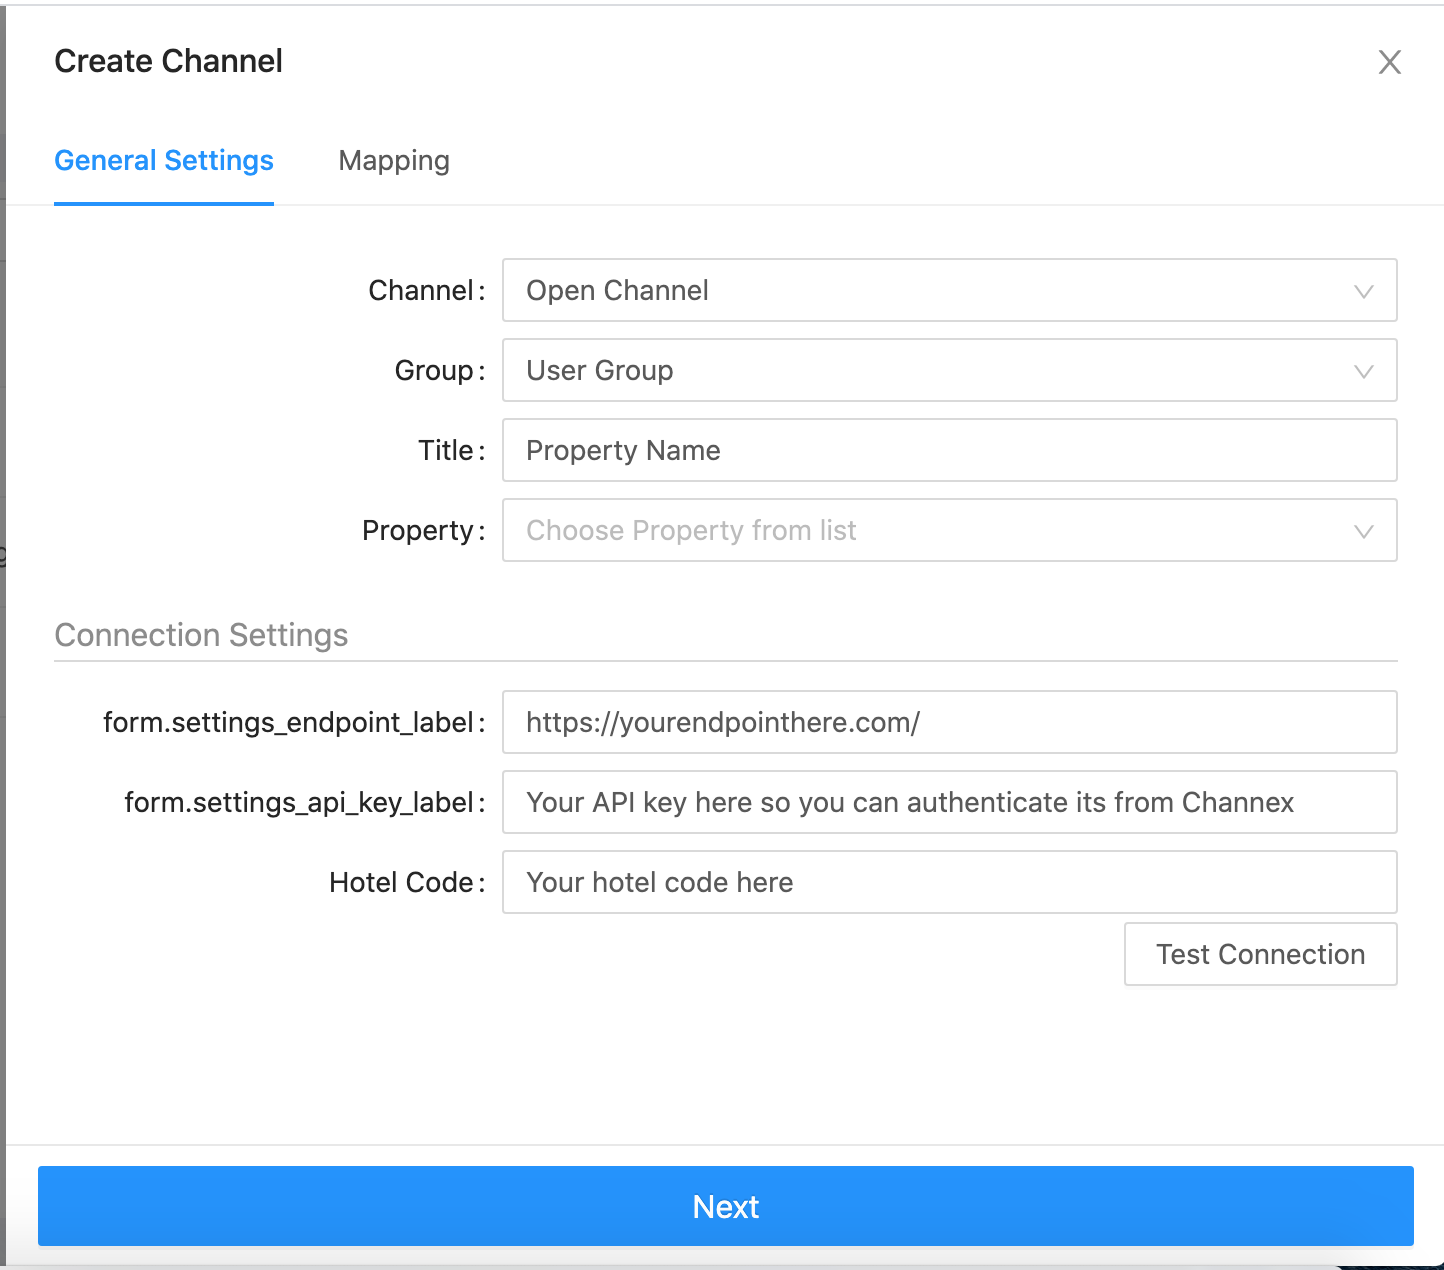 Create Channel
General Settings Mapping
Channel: Open Channel
Group: User Group
Title: Property Name
Property: Choose Property from list
Connection Settings
form.settings_endpoint_label: https://yourendpointhere.com/
form.settings_api_key_label: Your API key here so you can authenticate its from Channex
Hotel Code: Your hotel code here
Test Connection
Next